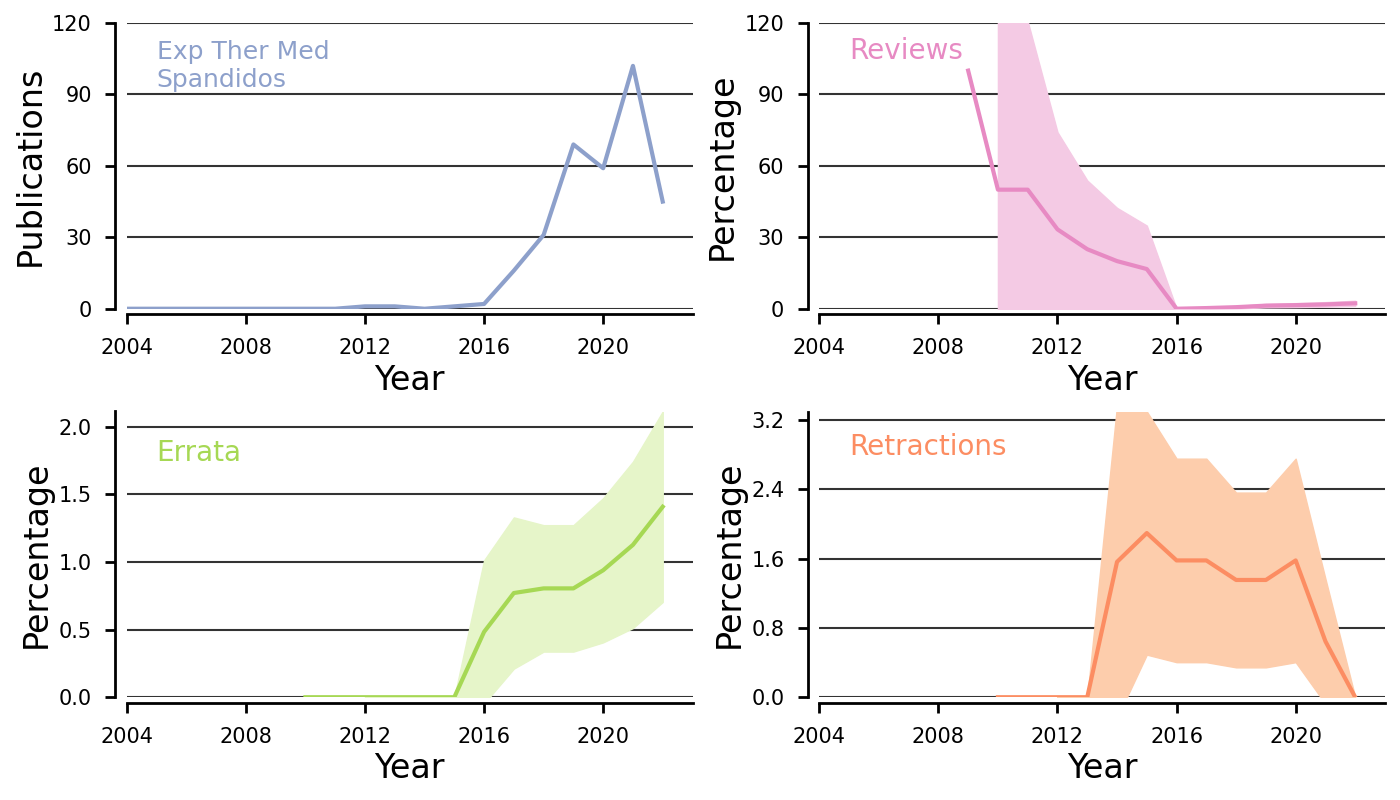 120
90
60
30
0
Publications
Exp Ther Med
Spandidos
2004 2008 2012 2016 2020
Year
120
90
60
30
0
Percentage
Reviews
2004 2008 2012 2016 2020
Year
2.0
1.5
1.0
0.5
0.0
Percentage
Errata
2004 2008 2012 2016 2020
Year
3.2
2.4
1.6
0.8
0.0
Percentage
Retractions
2004 2008 2012 2016 2020
Year